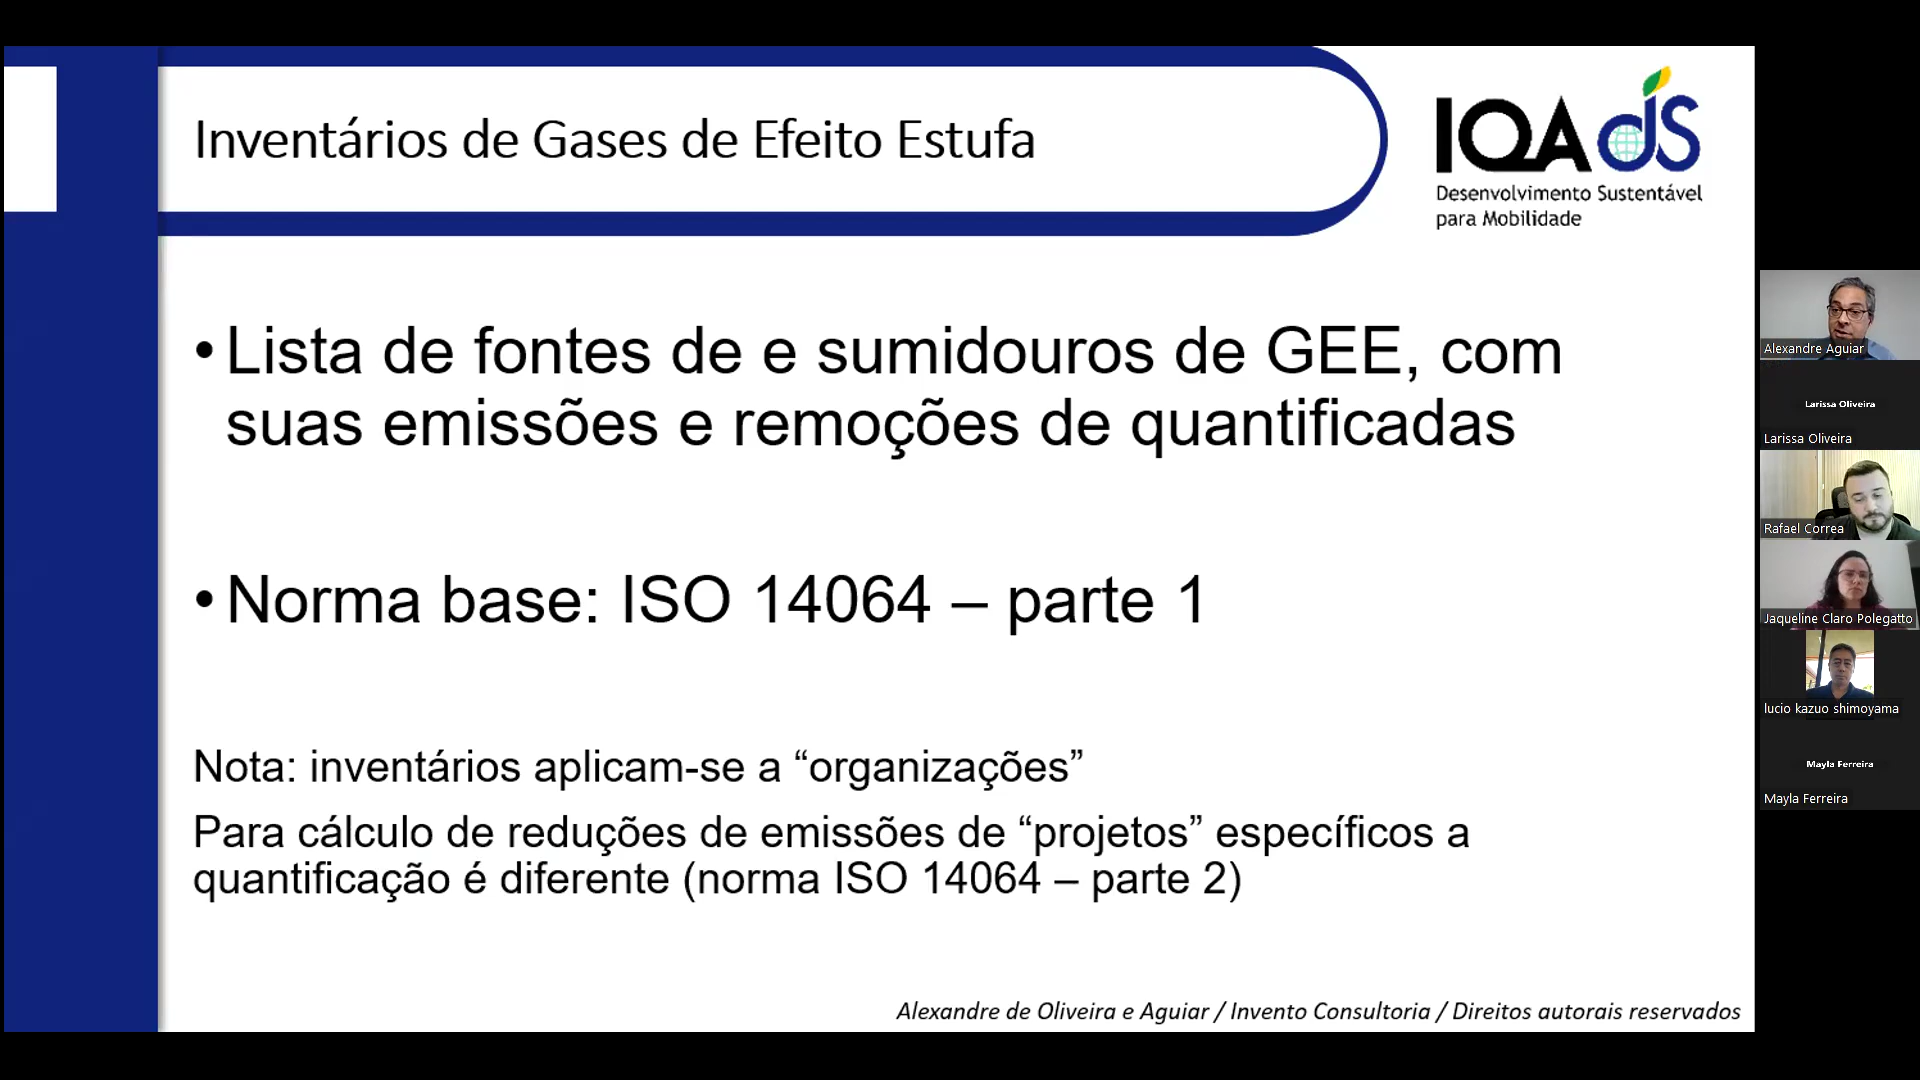 Inventários de Gases de Efeito Estufa
IQAdS
Desenvolvimento Sustentável
para Mobilidade
• Lista de fontes de e sumidouros de GEE, com
suas emissões e remoções de quantificadas
• Norma base: ISO 14064 – parte 1
Nota: inventários aplicam-se a “organizações”
Para cálculo de reduções de emissões de “projetos” específicos a
quantificação é diferente (norma ISO 14064 – parte 2)
Alexandre de Oliveira e Aguiar / Invento Consultoria / Direitos autorais reservados
Alexandre Aguiar
Larissa Oliveira
Larissa Oliveira
Rafael Correa
Jaqueline Claro Polegatto
lucio kazuo shimoyama
Mayla Ferreira
Mayla Ferreira